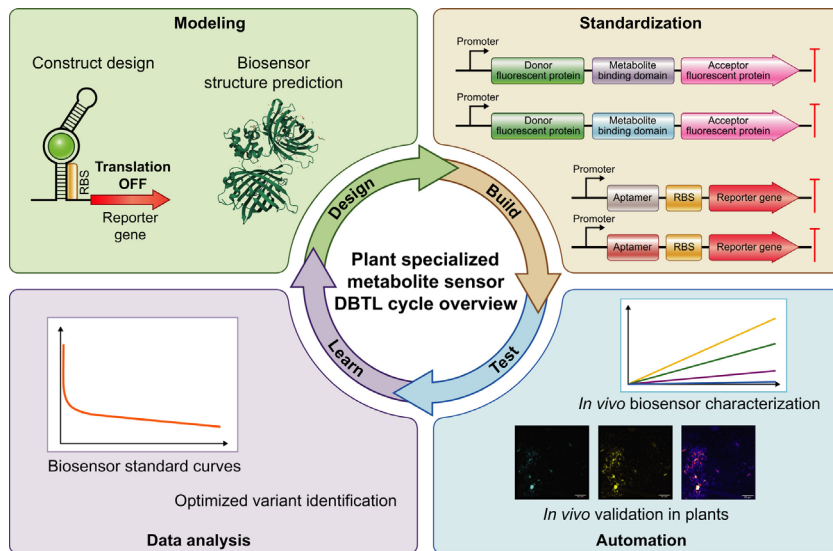 Modeling
Construct design
Biosensor
structure prediction
RBS
Translation
OFF
Reporter
gene
Standardization
Promoter
Donor
fluorescent protein
Metabolite
binding domain
Acceptor
fluorescent protein
Promoter
Donor
fluorescent protein
Metabolite
binding domain
Acceptor
fluorescent protein
Promoter
Aptamer
RBS
Reporter gene
Promoter
Aptamer
RBS
Reporter gene
Design
Build
Test
Learn
Plant specialized
metabolite sensor
DBTL cycle overview
Biosensor standard curves
Optimized variant identification
Data analysis
In vivo biosensor characterization
In vivo validation in plants
Automation